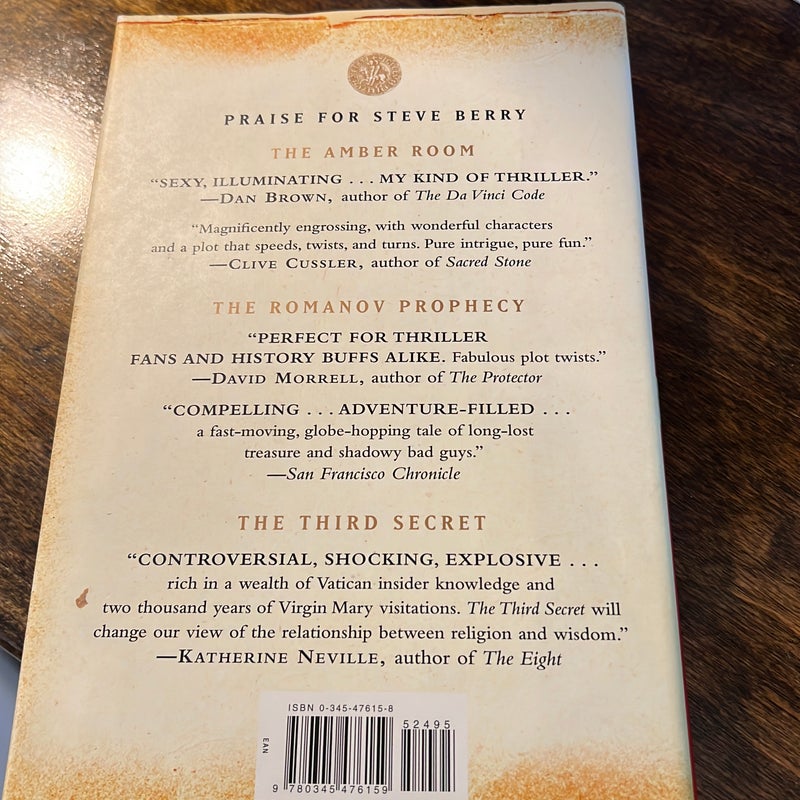 PRAISE FOR STEVE BERRY
THE AMBER ROOM
“SEXY, ILLUMINATING . . . MY KIND OF THRILLER.”
—DAN BROWN, author of The Da Vinci Code
“Magnificently engrossing, with wonderful characters
and a plot that speeds, twists, and turns. Pure intrigue, pure fun.”
—CLIVE CUSSLER, author of Sacred Stone
THE ROMANOV PROPHECY
“PERFECT FOR THRILLER
FANS AND HISTORY BUFFS ALIKE. Fabulous plot twists.”
—DAVID MORRELL, author of The Protector
“COMPELLING . . . ADVENTURE-FILLED . . .
a fast-moving, globe-hopping tale of long-lost
treasure and shadowy bad guys.”
—San Francisco Chronicle
THE THIRD SECRET
“CONTROVERSIAL, SHOCKING, EXPLOSIVE . . .
rich in a wealth of Vatican insider knowledge and
two thousand years of Virgin Mary visitations. The Third Secret will
change our view of the relationship between religion and wisdom.”
—KATHERINE NEVILLE, author of The Eight
ISBN 0-345-47615-8
52495
EAN
9 780345 476159